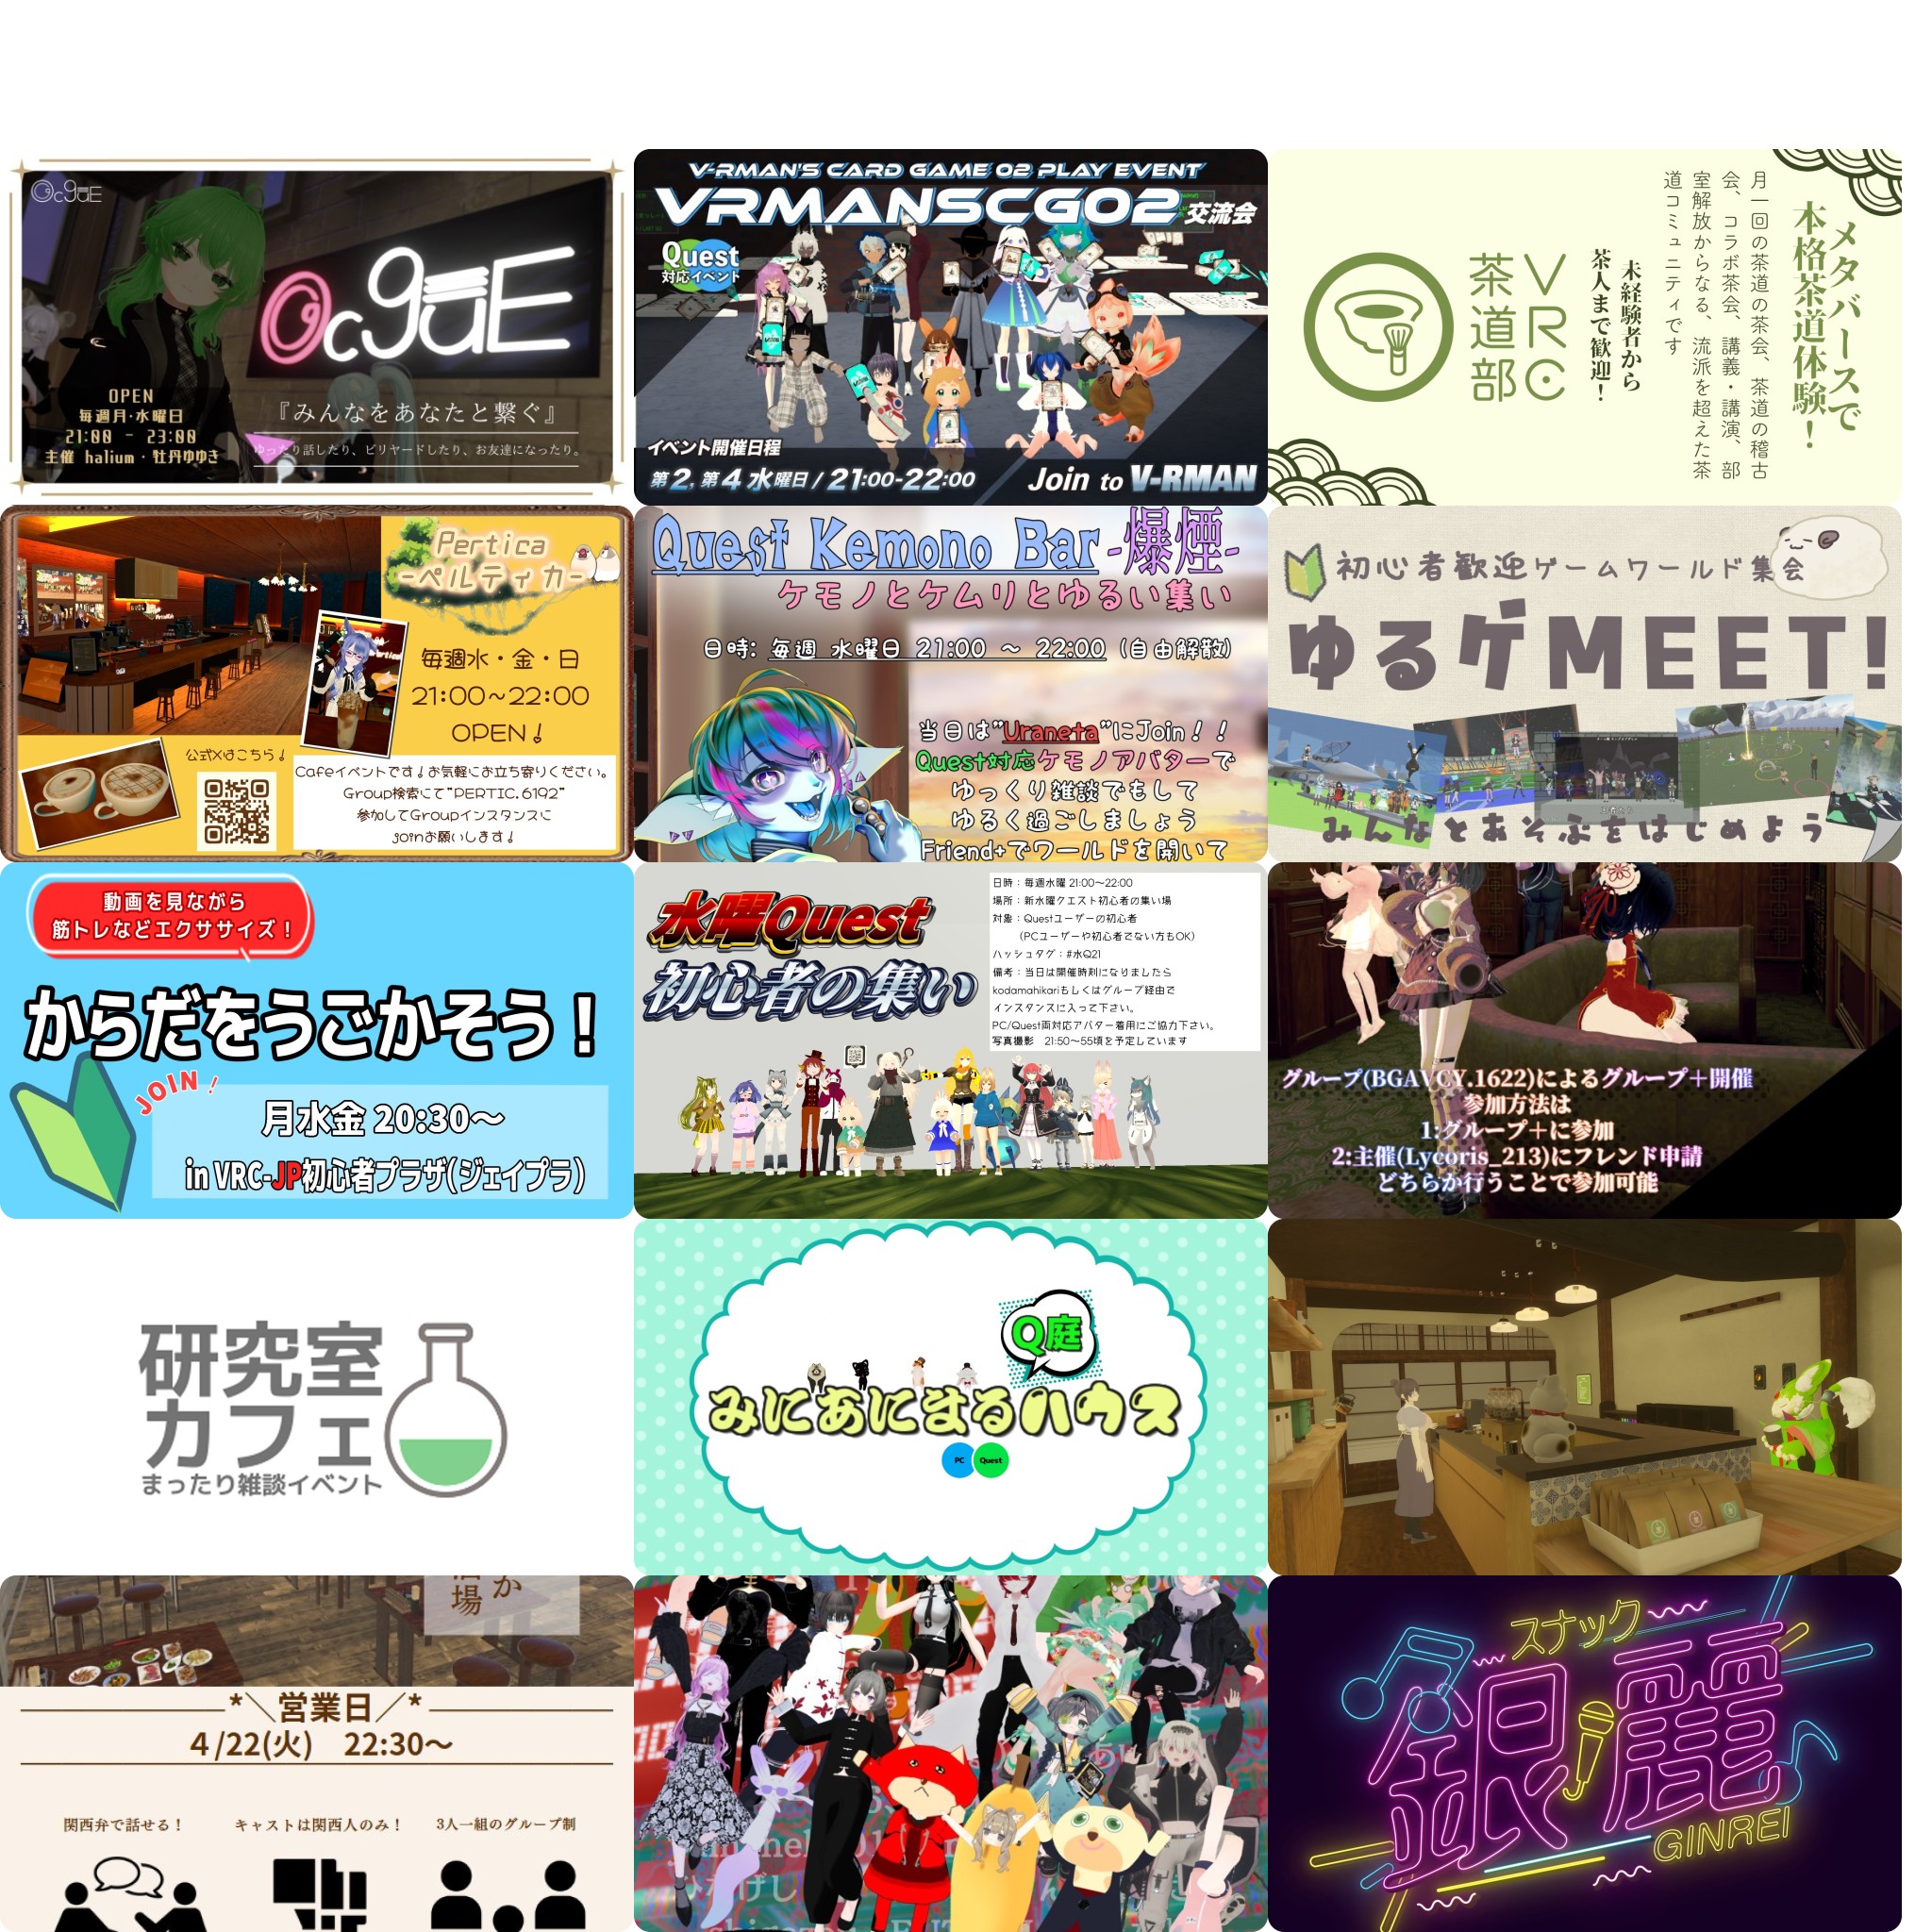 Ocguε
Ocguε
OPEN
毎週月・水曜日
21:00 - 23:00
主催 halium・牡丹ゆゆき
『みんなをあなたと繋ぐ』
ゆったり話したり、ビリヤードしたり、お友達になったり。
V-RMAN'S CARD GAME 02 PLAY EVENT
VRMANSCG02 交流会
Quest
対応イベント
イベント開催日程
第2, 第4 水曜日 / 21:00-22:00
Join to V-RMAN
メタバースで
本格茶道体験!
未経験者から
茶人まで歓迎!
月一回の茶道の茶会、茶道の稽古
会、コラボ茶会、講義・講演、部
室解放からなる、流派を超えた茶
道コミュニティです
VRC
茶道部
Pertica
-ペルティカ-
毎週水・金・日
21:00~22:00
OPEN!
公式Xはこちら!
Cafeイベントです!お気軽にお立ち寄りください。
Group検索にて"PERTIC.6192"
参加してGroupインスタンスに
joinお願いします!
Quest Kemono Bar -爆煙-
ケモノとケムリとゆるい集い
日時: 毎週 水曜日 21:00 ~ 22:00 (自由解散)
当日は"Uraneta"にJoin!!
Quest対応ケモノアバターで
ゆっくり雑談でもして
ゆるく過ごしましょう
Friend+でワールドを開いて
初心者歓迎ゲームワールド集会
ゆるゲMEET!
みんなとあそぶをはじめよう
動画を見ながら
筋トレなどエクササイズ!
からだをうごかそう!
JOIN!
月水金 20:30~
in VRC-JP初心者プラザ(ジェイプラ)
水曜Quest
初心者の集い
日時:毎週水曜 21:00~22:00
場所:新水曜クエスト初心者の集い場
対象:Questユーザーの初心者
(PCユーザーや初心者でない方もOK)
ハッシュタグ:#水Q21
備考:当日は開催時刻になりましたら
kodamahikariもしくはグループ経由で
インスタンスに入って下さい。
PC/Quest両対応アバター着用にご協力下さい。
写真撮影 21:50~55頃を予定しています
グループ(BGAVCY.1622)によるグループ+開催
参加方法は
1:グループ+に参加
2:主催(Lycoris_213)にフレンド申請
どちらか行うことで参加可能
研究室
カフェ
まったり雑談イベント
Q庭
みにあにまるハウス
PC
Quest
か
酒場
*＼営業日／*
4/22(火) 22:30~
関西弁で話せる!
キャストは関西人のみ!
3人一組のグループ制
スナック
銀麗
GINREI